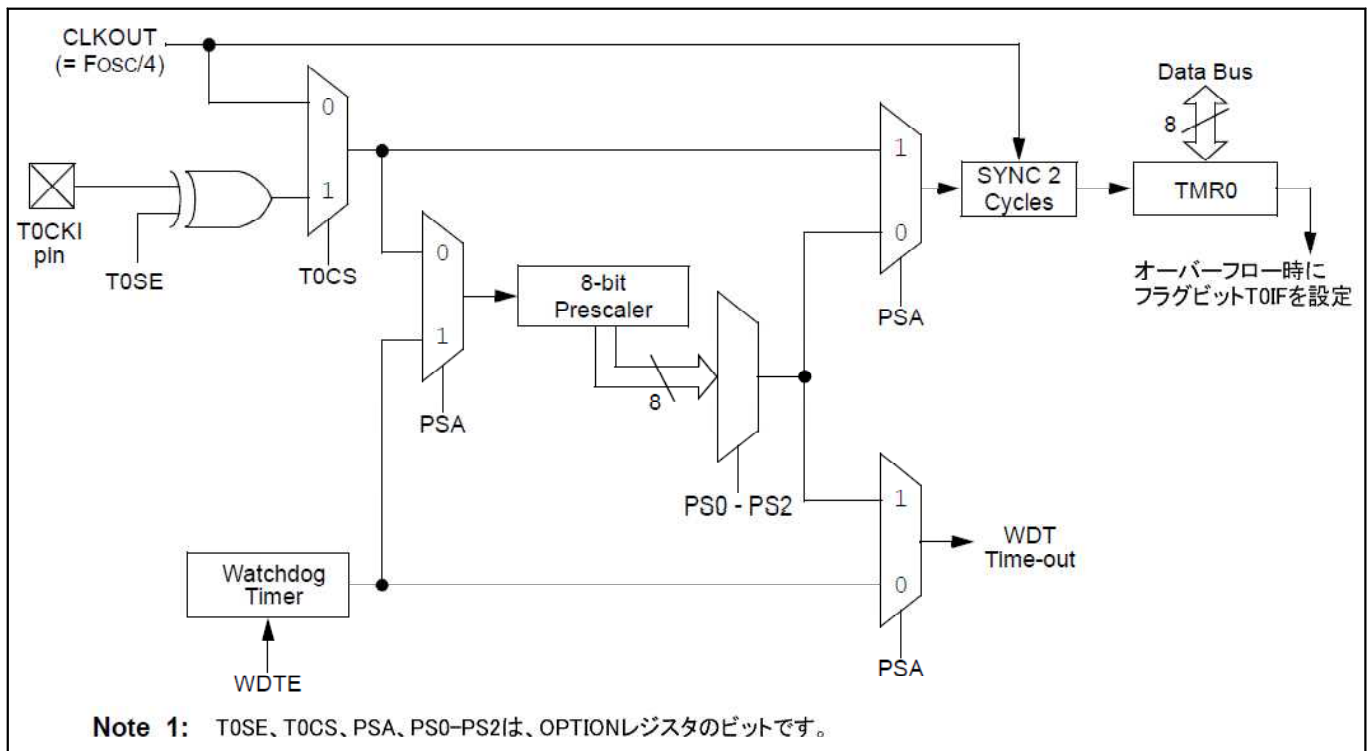 CLKOUT
(= FOSC/4)
Data Bus
8
0
1
T0CKI
pin
T0SE
T0CS
1
0
PSA
SYNC 2
Cycles
TMR0
オーバーフロー時に
フラグビットT0IFを設定
0
1
PSA
8-bit
Prescaler
8
PS0 - PS2
Watchdog
Timer
WDTE
1
0
PSA
WDT
Time-out
Note 1: T0SE、T0CS、PSA、PS0-PS2は、OPTIONレジスタのビットです。